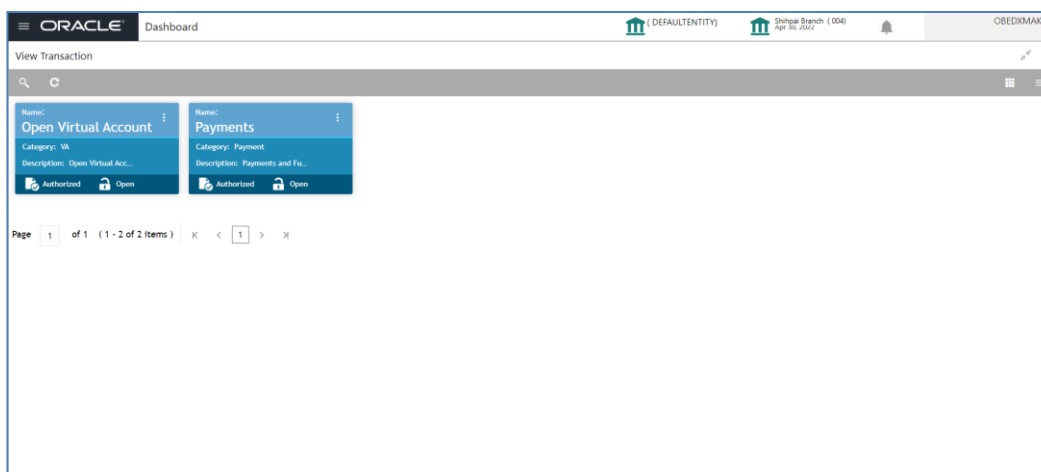 ORACLE Dashboard ( DEFAULTENTITY) Shihpai Branch ( 004) OBEDXMAK
Apr 30, 2022
View Transaction
Name: Name:
Open Virtual Account Payments
Category: VA Category: Payment
Description: Open Virtual Acc... Description: Payments and Fu...
Authorized Open Authorized Open
Page 1 of 1 ( 1 - 2 of 2 items ) K < 1 > >|